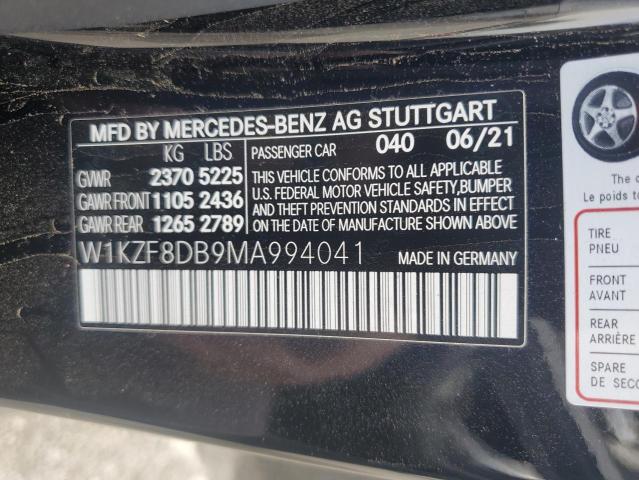 MFD BY MERCEDES-BENZ AG STUTTGART
KG LBS PASSENGER CAR 040 06/21
GVWR 2370 5225
GAWR FRONT 1105 2436
GAWR REAR 1265 2789
THIS VEHICLE CONFORMS TO ALL APPLICABLE
U.S. FEDERAL MOTOR VEHICLE SAFETY, BUMPER
AND THEFT PREVENTION STANDARDS IN EFFECT
ON THE DATE OF MANUFACTURE SHOWN ABOVE.
W1KZF8DB9MA994041 MADE IN GERMANY
The
Le poids to
TIRE
PNEU
FRONT
AVANT
REAR
ARRIÈRE
SPARE
DE SECO